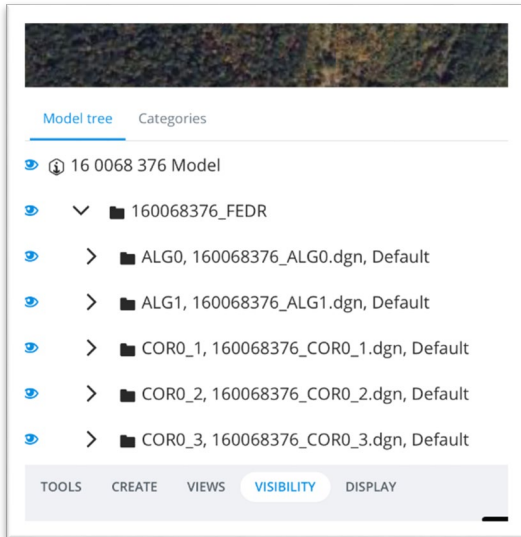 Model tree Categories
16 0068 376 Model
160068376_FEDR
ALG0, 160068376_ALG0.dgn, Default
ALG1, 160068376_ALG1.dgn, Default
COR0_1, 160068376_COR0_1.dgn, Default
COR0_2, 160068376_COR0_2.dgn, Default
COR0_3, 160068376_COR0_3.dgn, Default
TOOLS CREATE VIEWS VISIBILITY DISPLAY